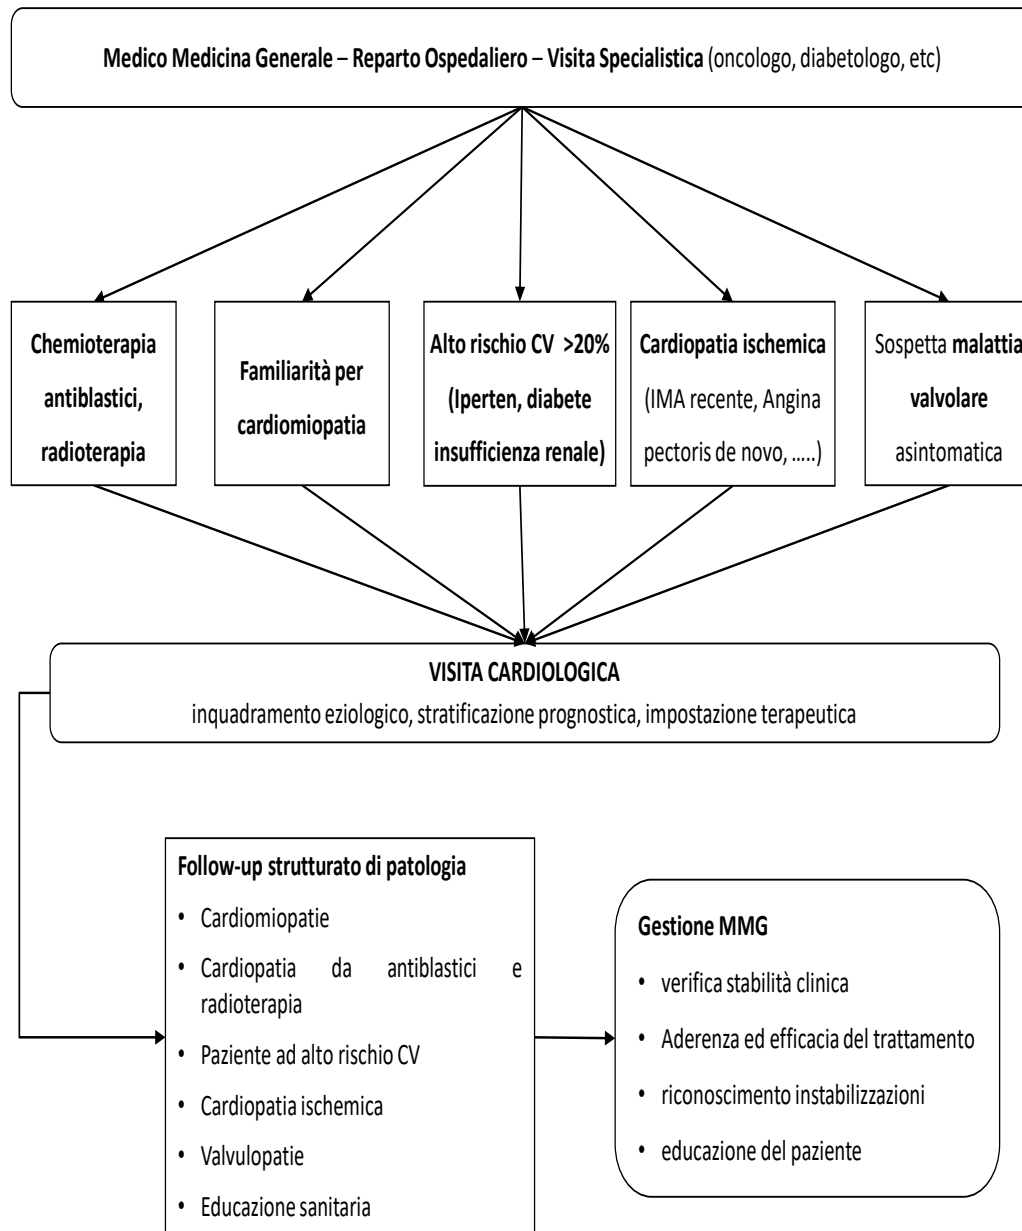 Medico Medicina Generale – Reparto Ospedaliero – Visita Specialistica (oncologo, diabetologo, etc)
Chemioterapia
antiblastici,
radioterapia
Familiarità per
cardiomiopatia
Alto rischio CV >20%
(Iperten, diabete
insufficienza renale)
Cardiopatia ischemica
(IMA recente, Angina
pectoris de novo, .....)
Sospetta malattia
valvolare
asintomatica
VISITA CARDIOLOGICA
inquadramento eziologico, stratificazione prognostica, impostazione terapeutica
Follow-up strutturato di patologia
• Cardiomiopatie
• Cardiopatia da antiblastici e
radioterapia
• Paziente ad alto rischio CV
• Cardiopatia ischemica
• Valvulopatie
• Educazione sanitaria
Gestione MMG
• verifica stabilità clinica
• Aderenza ed efficacia del trattamento
• riconoscimento instabilizzazioni
• educazione del paziente